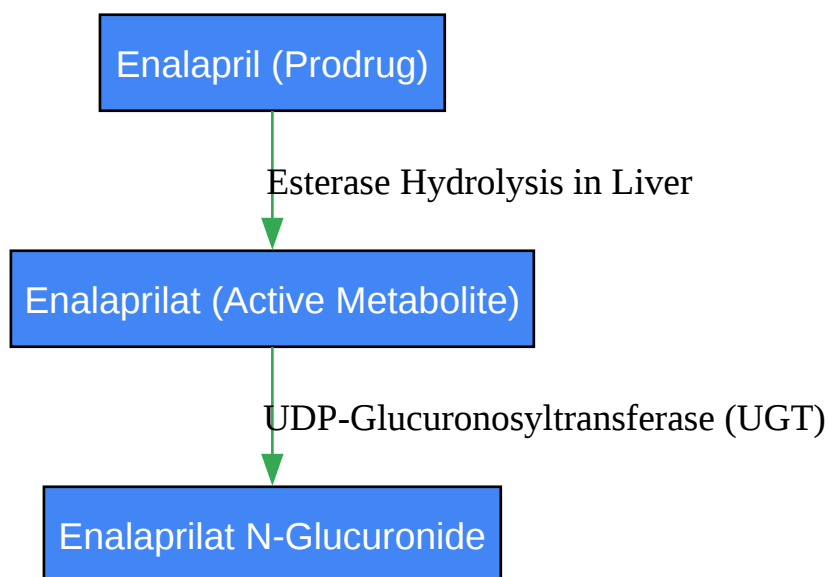 Enalapril (Prodrug)
Esterase Hydrolysis in Liver
Enalaprilat (Active Metabolite)
UDP-Glucuronosyltransferase (UGT)
Enalaprilat N-Glucuronide